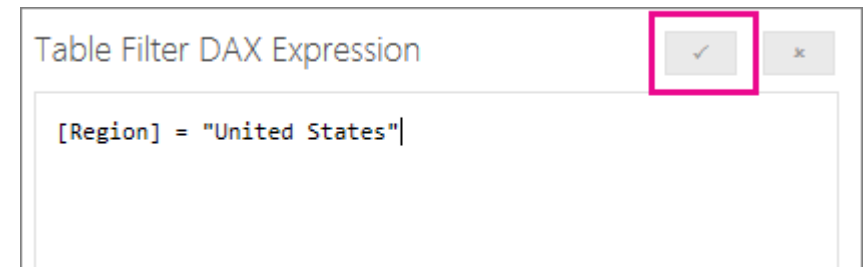 Table Filter DAX Expression
[Region] = "United States"